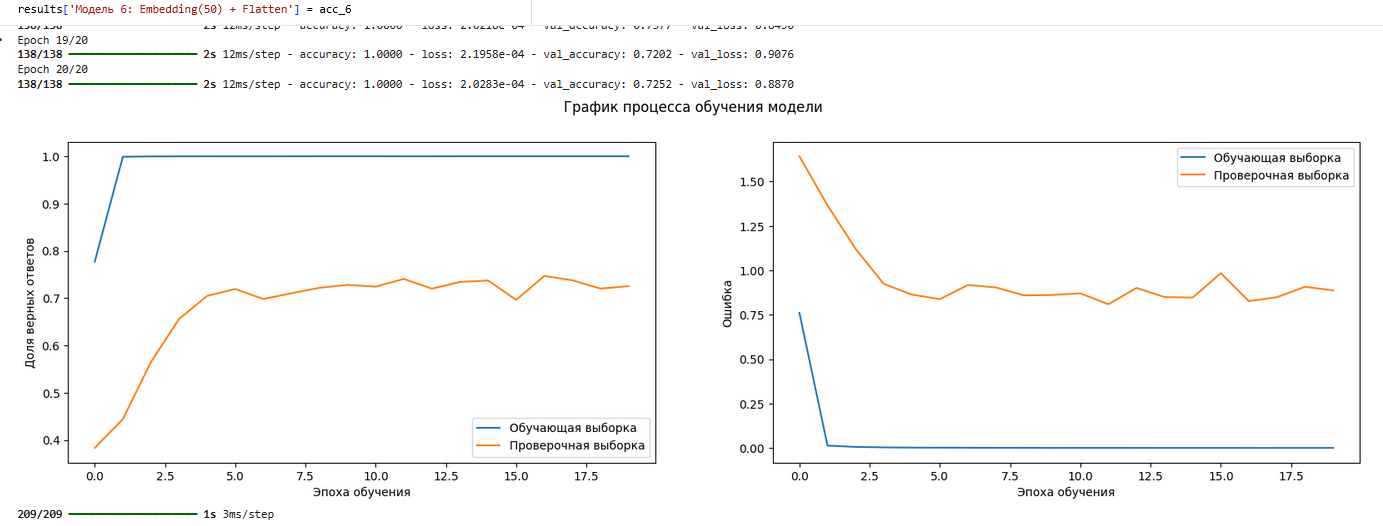 results['Модель 6: Embedding(50) + Flatten'] = acc_6
Epoch 19/20
138/138 2s 12ms/step - accuracy: 1.0000 - loss: 2.1958e-04 - val_accuracy: 0.7202 - val_loss: 0.9076
Epoch 20/20
138/138 2s 12ms/step - accuracy: 1.0000 - loss: 2.0283e-04 - val_accuracy: 0.7252 - val_loss: 0.8870
График процесса обучения модели
Доля верных ответов
1.0
0.9
0.8
0.7
0.6
0.5
0.4
0.0 2.5 5.0 7.5 10.0 12.5 15.0 17.5
Эпоха обучения
Обучающая выборка
Проверочная выборка
Ошибка
1.50
1.25
1.00
0.75
0.50
0.25
0.00
0.0 2.5 5.0 7.5 10.0 12.5 15.0 17.5
Эпоха обучения
Обучающая выборка
Проверочная выборка
209/209 1s 3ms/step